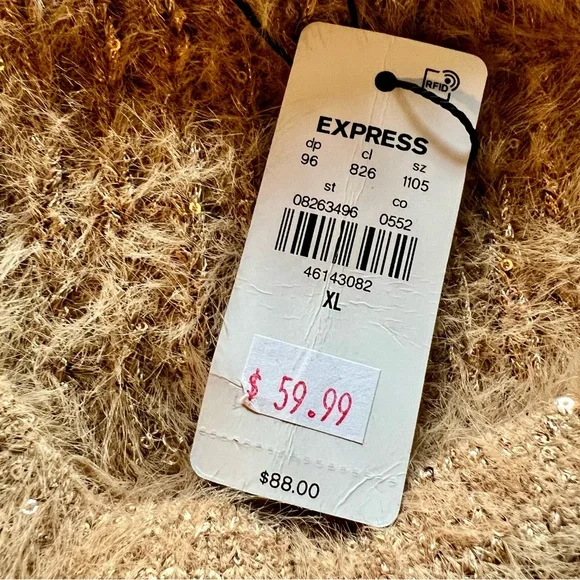 RFID
EXPRESS
dp cl sz
96 826 1105
st co
08263496 0552
46143082
XL
$ 59.99
$88.00